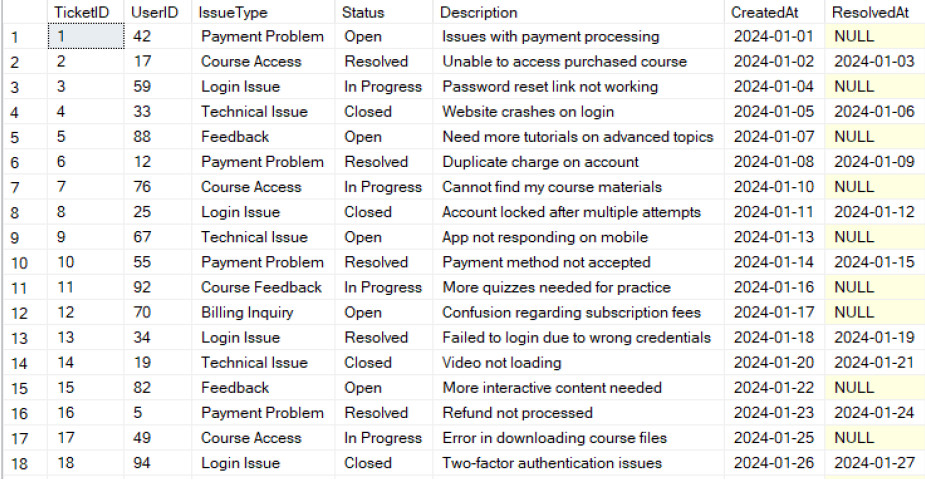 TicketID UserID IssueType Status Description CreatedAt ResolvedAt
1 1 42 Payment Problem Open Issues with payment processing 2024-01-01 NULL
2 2 17 Course Access Resolved Unable to access purchased course 2024-01-02 2024-01-03
3 3 59 Login Issue In Progress Password reset link not working 2024-01-04 NULL
4 4 33 Technical Issue Closed Website crashes on login 2024-01-05 2024-01-06
5 5 88 Feedback Open Need more tutorials on advanced topics 2024-01-07 NULL
6 6 12 Payment Problem Resolved Duplicate charge on account 2024-01-08 2024-01-09
7 7 76 Course Access In Progress Cannot find my course materials 2024-01-10 NULL
8 8 25 Login Issue Closed Account locked after multiple attempts 2024-01-11 2024-01-12
9 9 67 Technical Issue Open App not responding on mobile 2024-01-13 NULL
10 10 55 Payment Problem Resolved Payment method not accepted 2024-01-14 2024-01-15
11 11 92 Course Feedback In Progress More quizzes needed for practice 2024-01-16 NULL
12 12 70 Billing Inquiry Open Confusion regarding subscription fees 2024-01-17 NULL
13 13 34 Login Issue Resolved Failed to login due to wrong credentials 2024-01-18 2024-01-19
14 14 19 Technical Issue Closed Video not loading 2024-01-20 2024-01-21
15 15 82 Feedback Open More interactive content needed 2024-01-22 NULL
16 16 5 Payment Problem Resolved Refund not processed 2024-01-23 2024-01-24
17 17 49 Course Access In Progress Error in downloading course files 2024-01-25 NULL
18 18 94 Login Issue Closed Two-factor authentication issues 2024-01-26 2024-01-27